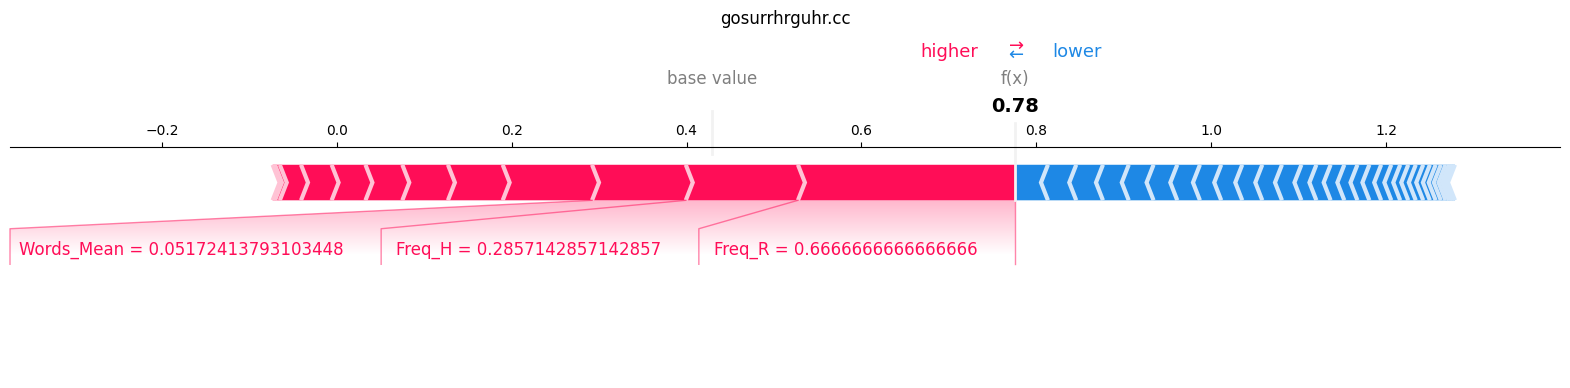 gosurrhrguhr.cc
higher ⇄ lower
base value f(x)
0.78
−0.2 0.0 0.2 0.4 0.6 0.8 1.0 1.2
Words_Mean = 0.05172413793103448 Freq_H = 0.2857142857142857 Freq_R = 0.6666666666666666